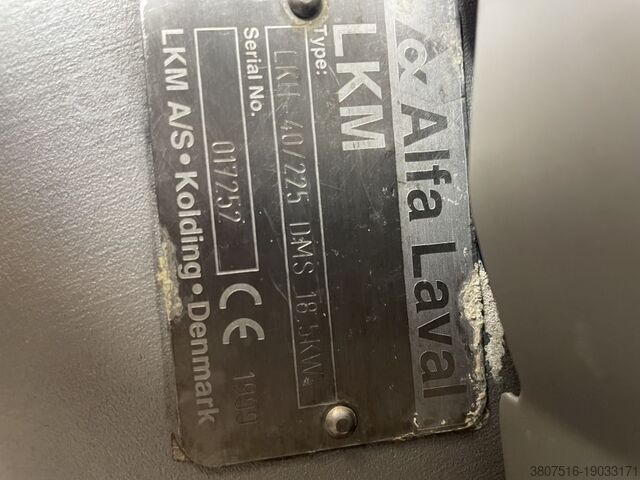 Alfa Laval
LKM
Type:
LKH 40/225 DMS 18.5KW
Serial No.
017252
CE 1900
LKM A/S • Kolding • Denmark
3807516-19033171